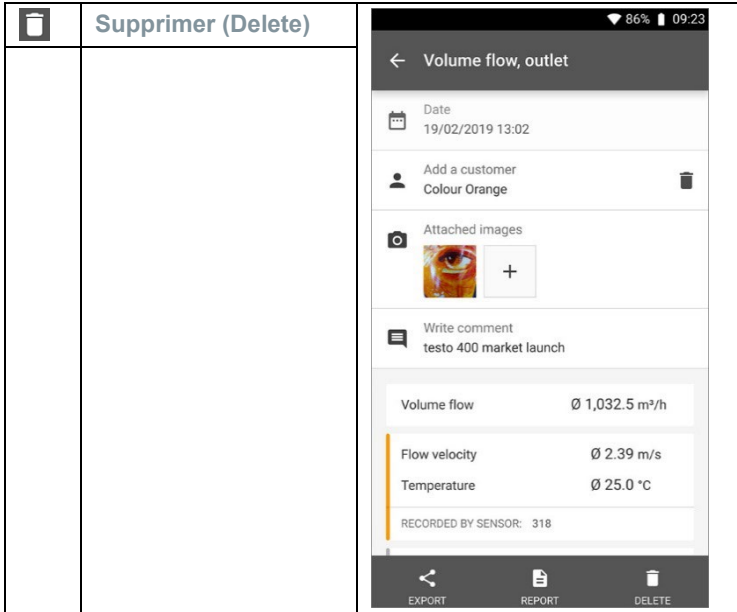 Supprimer (Delete)
86% 09:23
Volume flow, outlet
Date
19/02/2019 13:02
Add a customer
Colour Orange
Attached images
+
Write comment
testo 400 market launch
Volume flow Ø 1,032.5 m³/h
Flow velocity Ø 2.39 m/s
Temperature Ø 25.0 °C
RECORDED BY SENSOR: 318
EXPORT REPORT DELETE